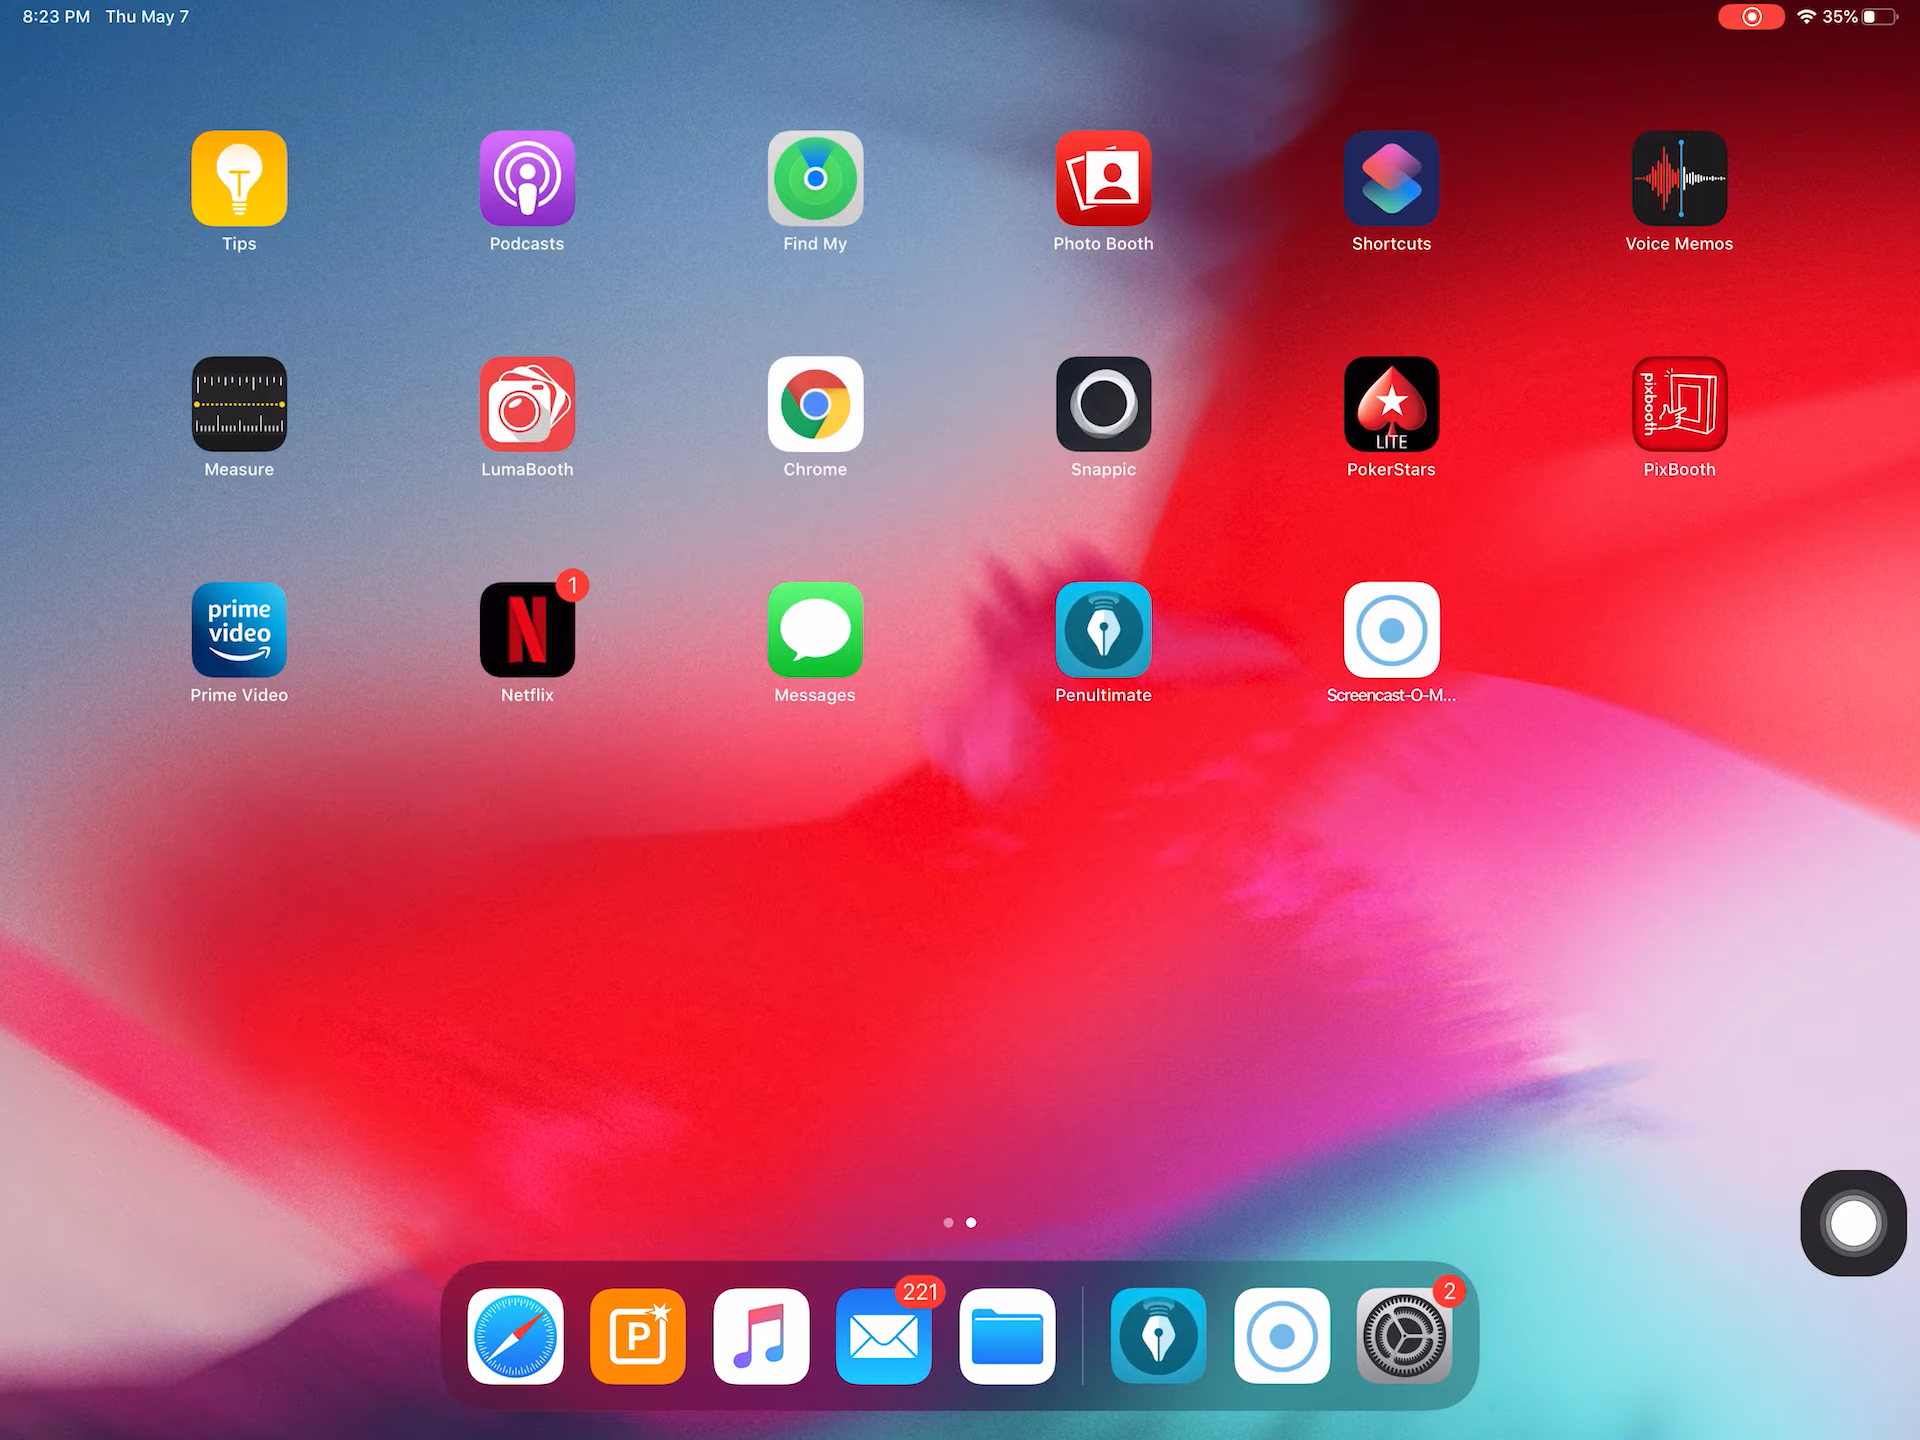 8:23 PM Thu May 7
35%
Tips
Podcasts
Find My
Photo Booth
Shortcuts
Voice Memos
LITE
pixbooth
Measure
LumaBooth
Chrome
Snappic
PokerStars
PixBooth
prime
video
N
1
Prime Video
Netflix
Messages
Penultimate
Screencast-O-M...
P
221
2